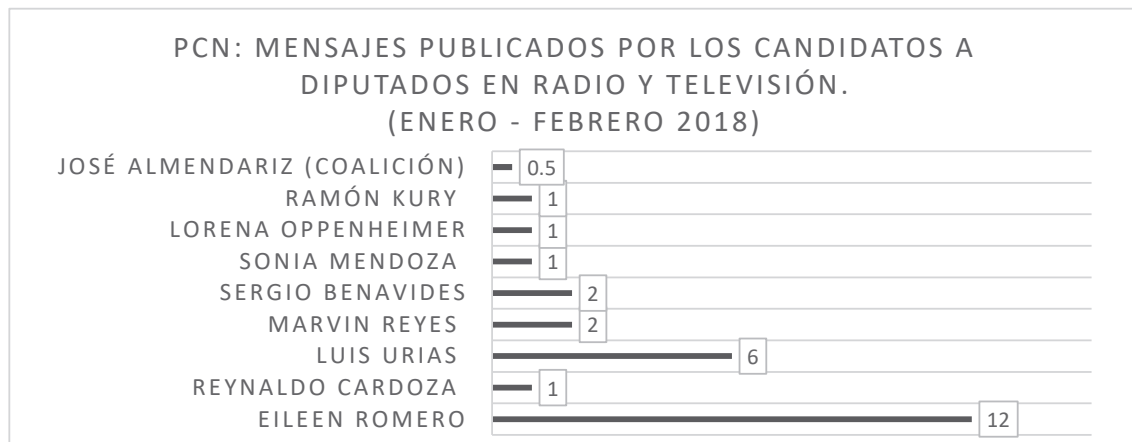 PCN: MENSAJES PUBLICADOS POR LOS CANDIDATOS A
DIPUTADOS EN RADIO Y TELEVISIÓN.
(ENERO - FEBRERO 2018)
JOSÉ ALMENDARIZ (COALICIÓN) 0.5
RAMÓN KURY 1
LORENA OPPENHEIMER 1
SONIA MENDOZA 1
SERGIO BENAVIDES 2
MARVIN REYES 2
LUIS URIAS 6
REYNALDO CARDOZA 1
EILEEN ROMERO 12